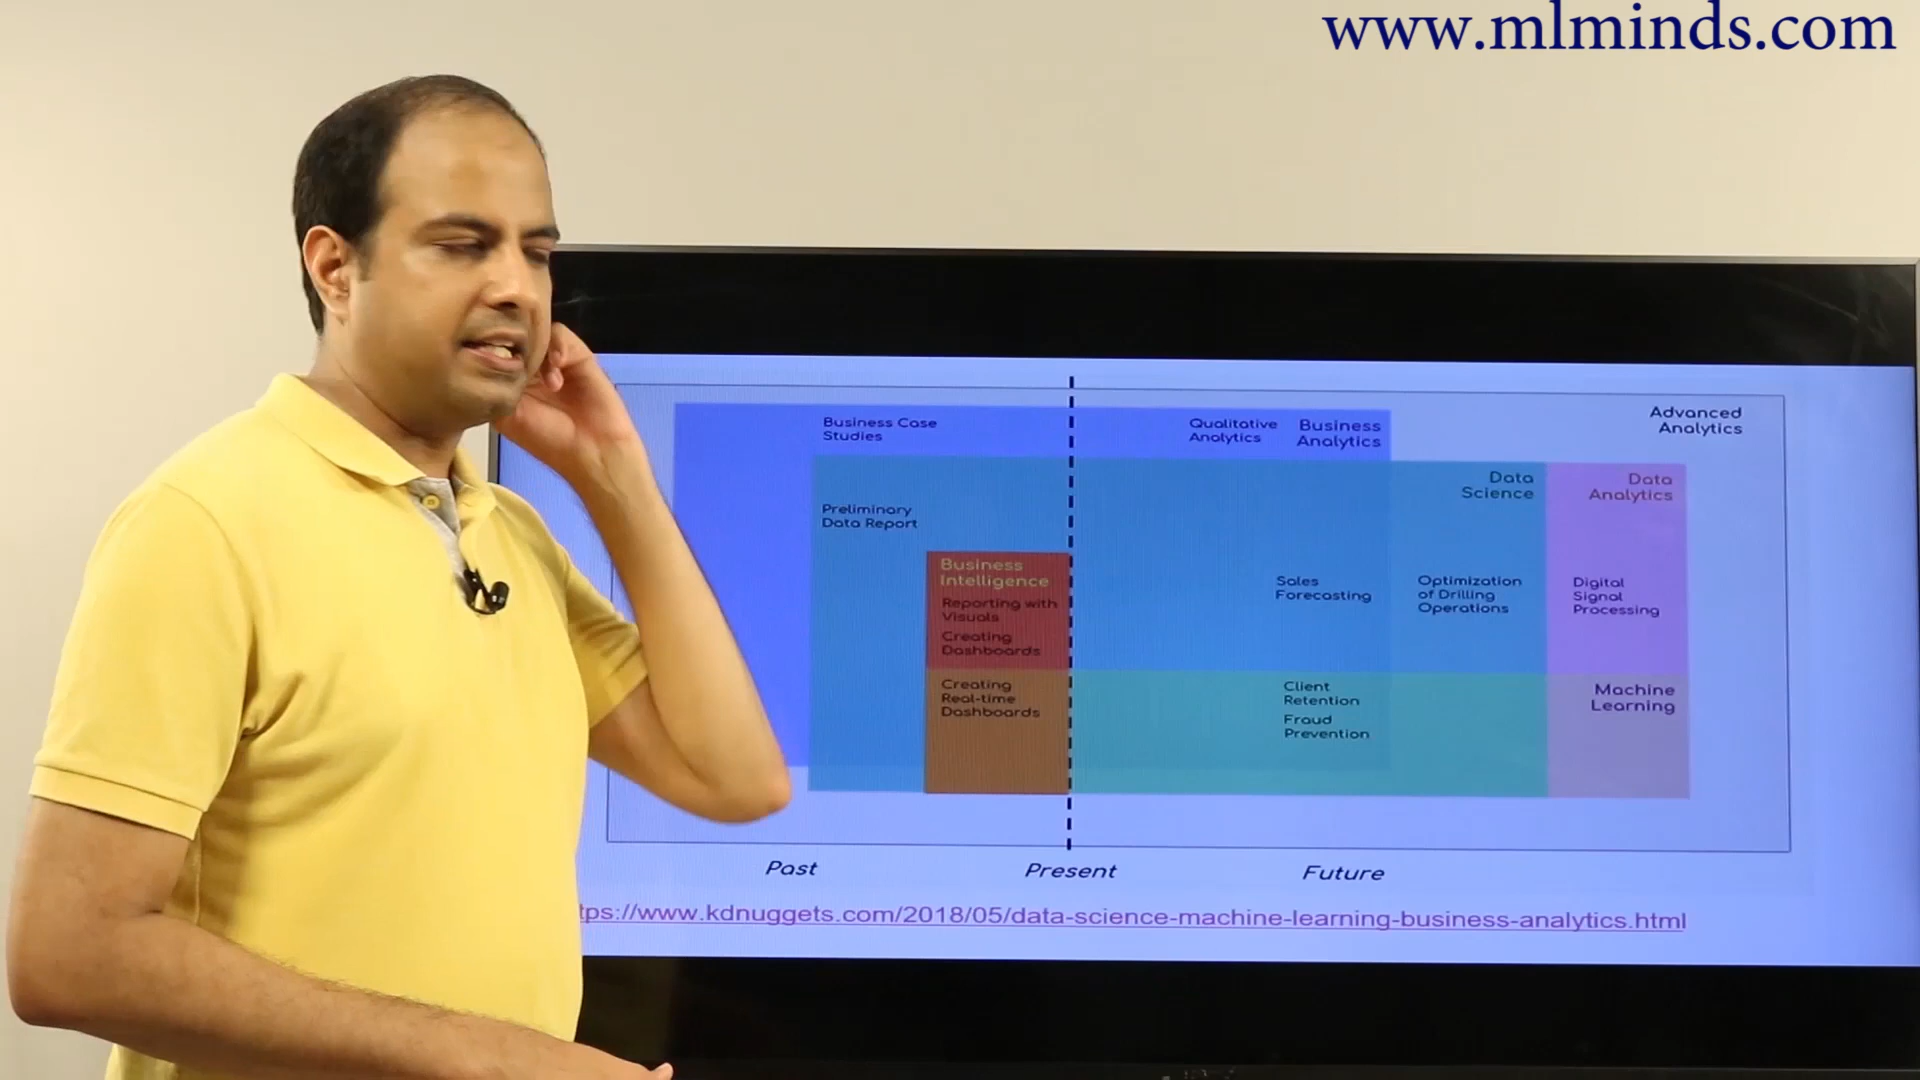 www.mlminds.com
Business Case
Studies
Qualitative
Analytics
Business
Analytics
Advanced
Analytics
Data
Science
Data
Analytics
Preliminary
Data Report
Business
Intelligence
Reporting with
Visuals
Creating
Dashboards
Sales
Forecasting
Optimization
of Drilling
Operations
Digital
Signal
Processing
Creating
Real-time
Dashboards
Client
Retention
Fraud
Prevention
Machine
Learning
Past
Present
Future
tps://www.kdnuggets.com/2018/05/data-science-machine-learning-business-analytics.html